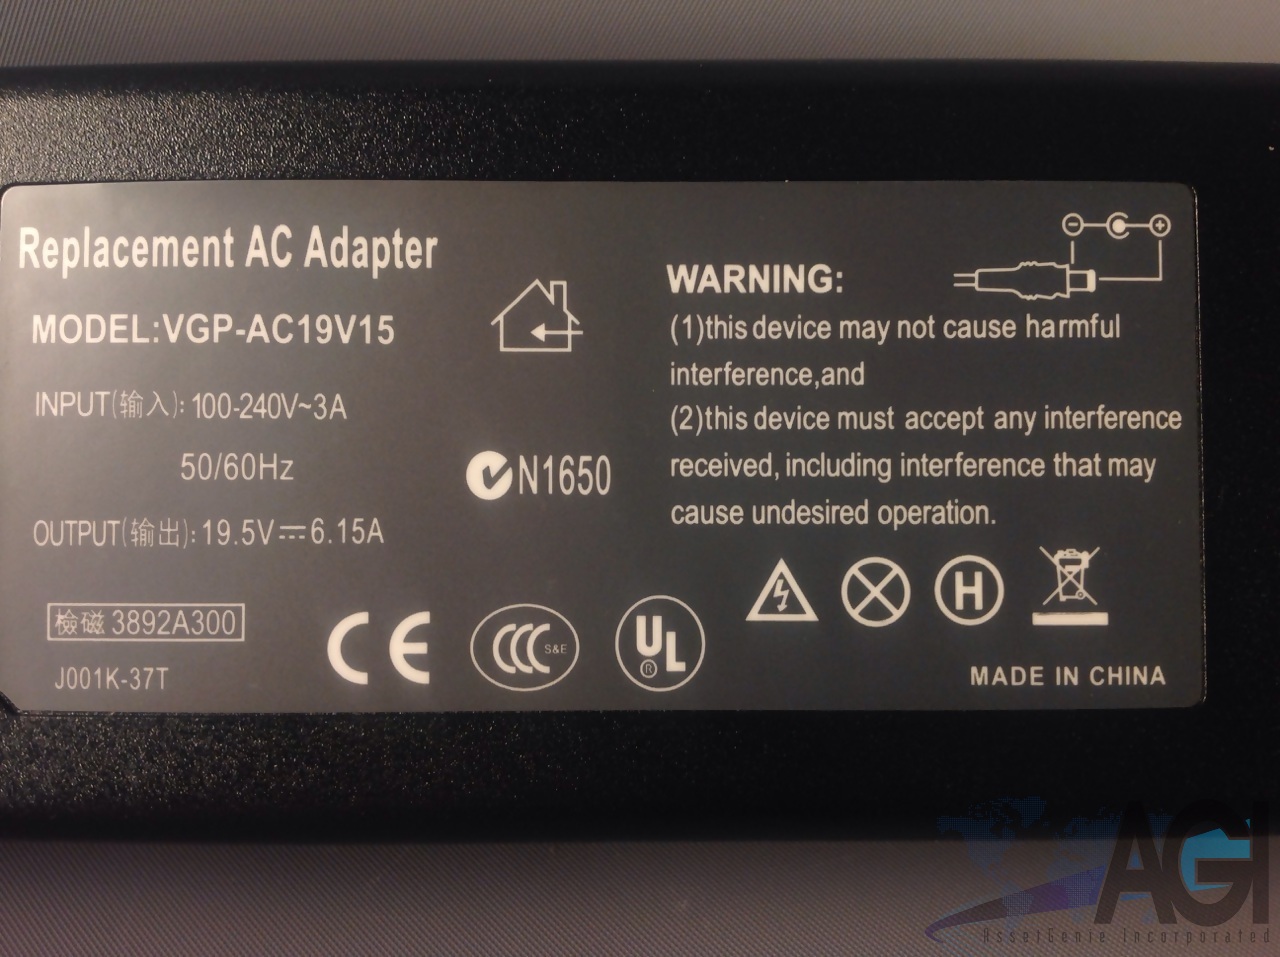 Replacement AC Adapter
MODEL:VGP-AC19V15
INPUT(输入): 100-240V~3A
50/60Hz
OUTPUT(输出): 19.5V⎓6.15A
檢磁 3892A300
J001K-37T
N1650
CE
CCC S&E
UL ®
WARNING:
(1)this device may not cause harmful
interference,and
(2)this device must accept any interference
received, including interference that may
cause undesired operation.
H
MADE IN CHINA
AGI
AssetGenie Incorporated